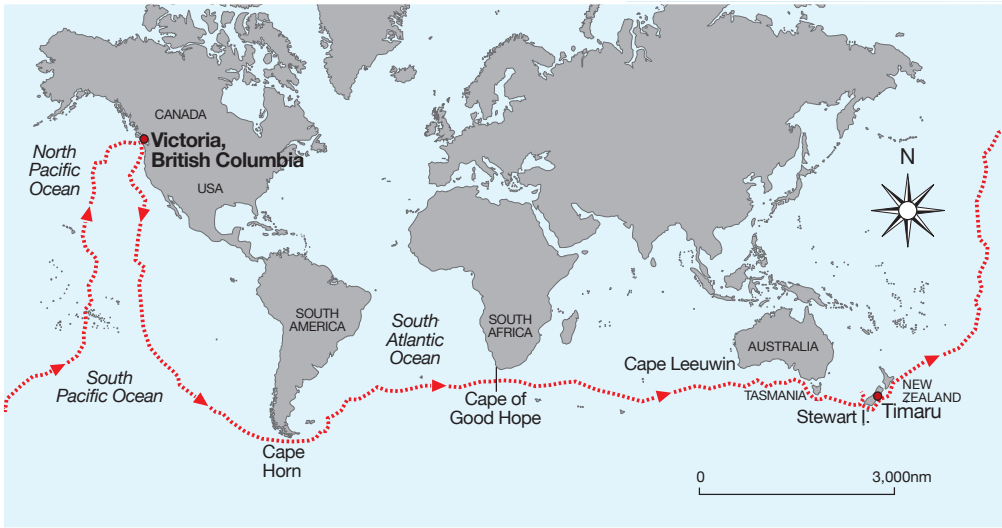 CANADA
Victoria,
British Columbia
North
Pacific
Ocean
USA
N
SOUTH
AMERICA
South
Atlantic
Ocean
SOUTH
AFRICA
AUSTRALIA
Cape Leeuwin
South
Pacific Ocean
Cape of
Good Hope
TASMANIA
NEW
ZEALAND
Stewart I.
Timaru
Cape
Horn
0 3,000nm